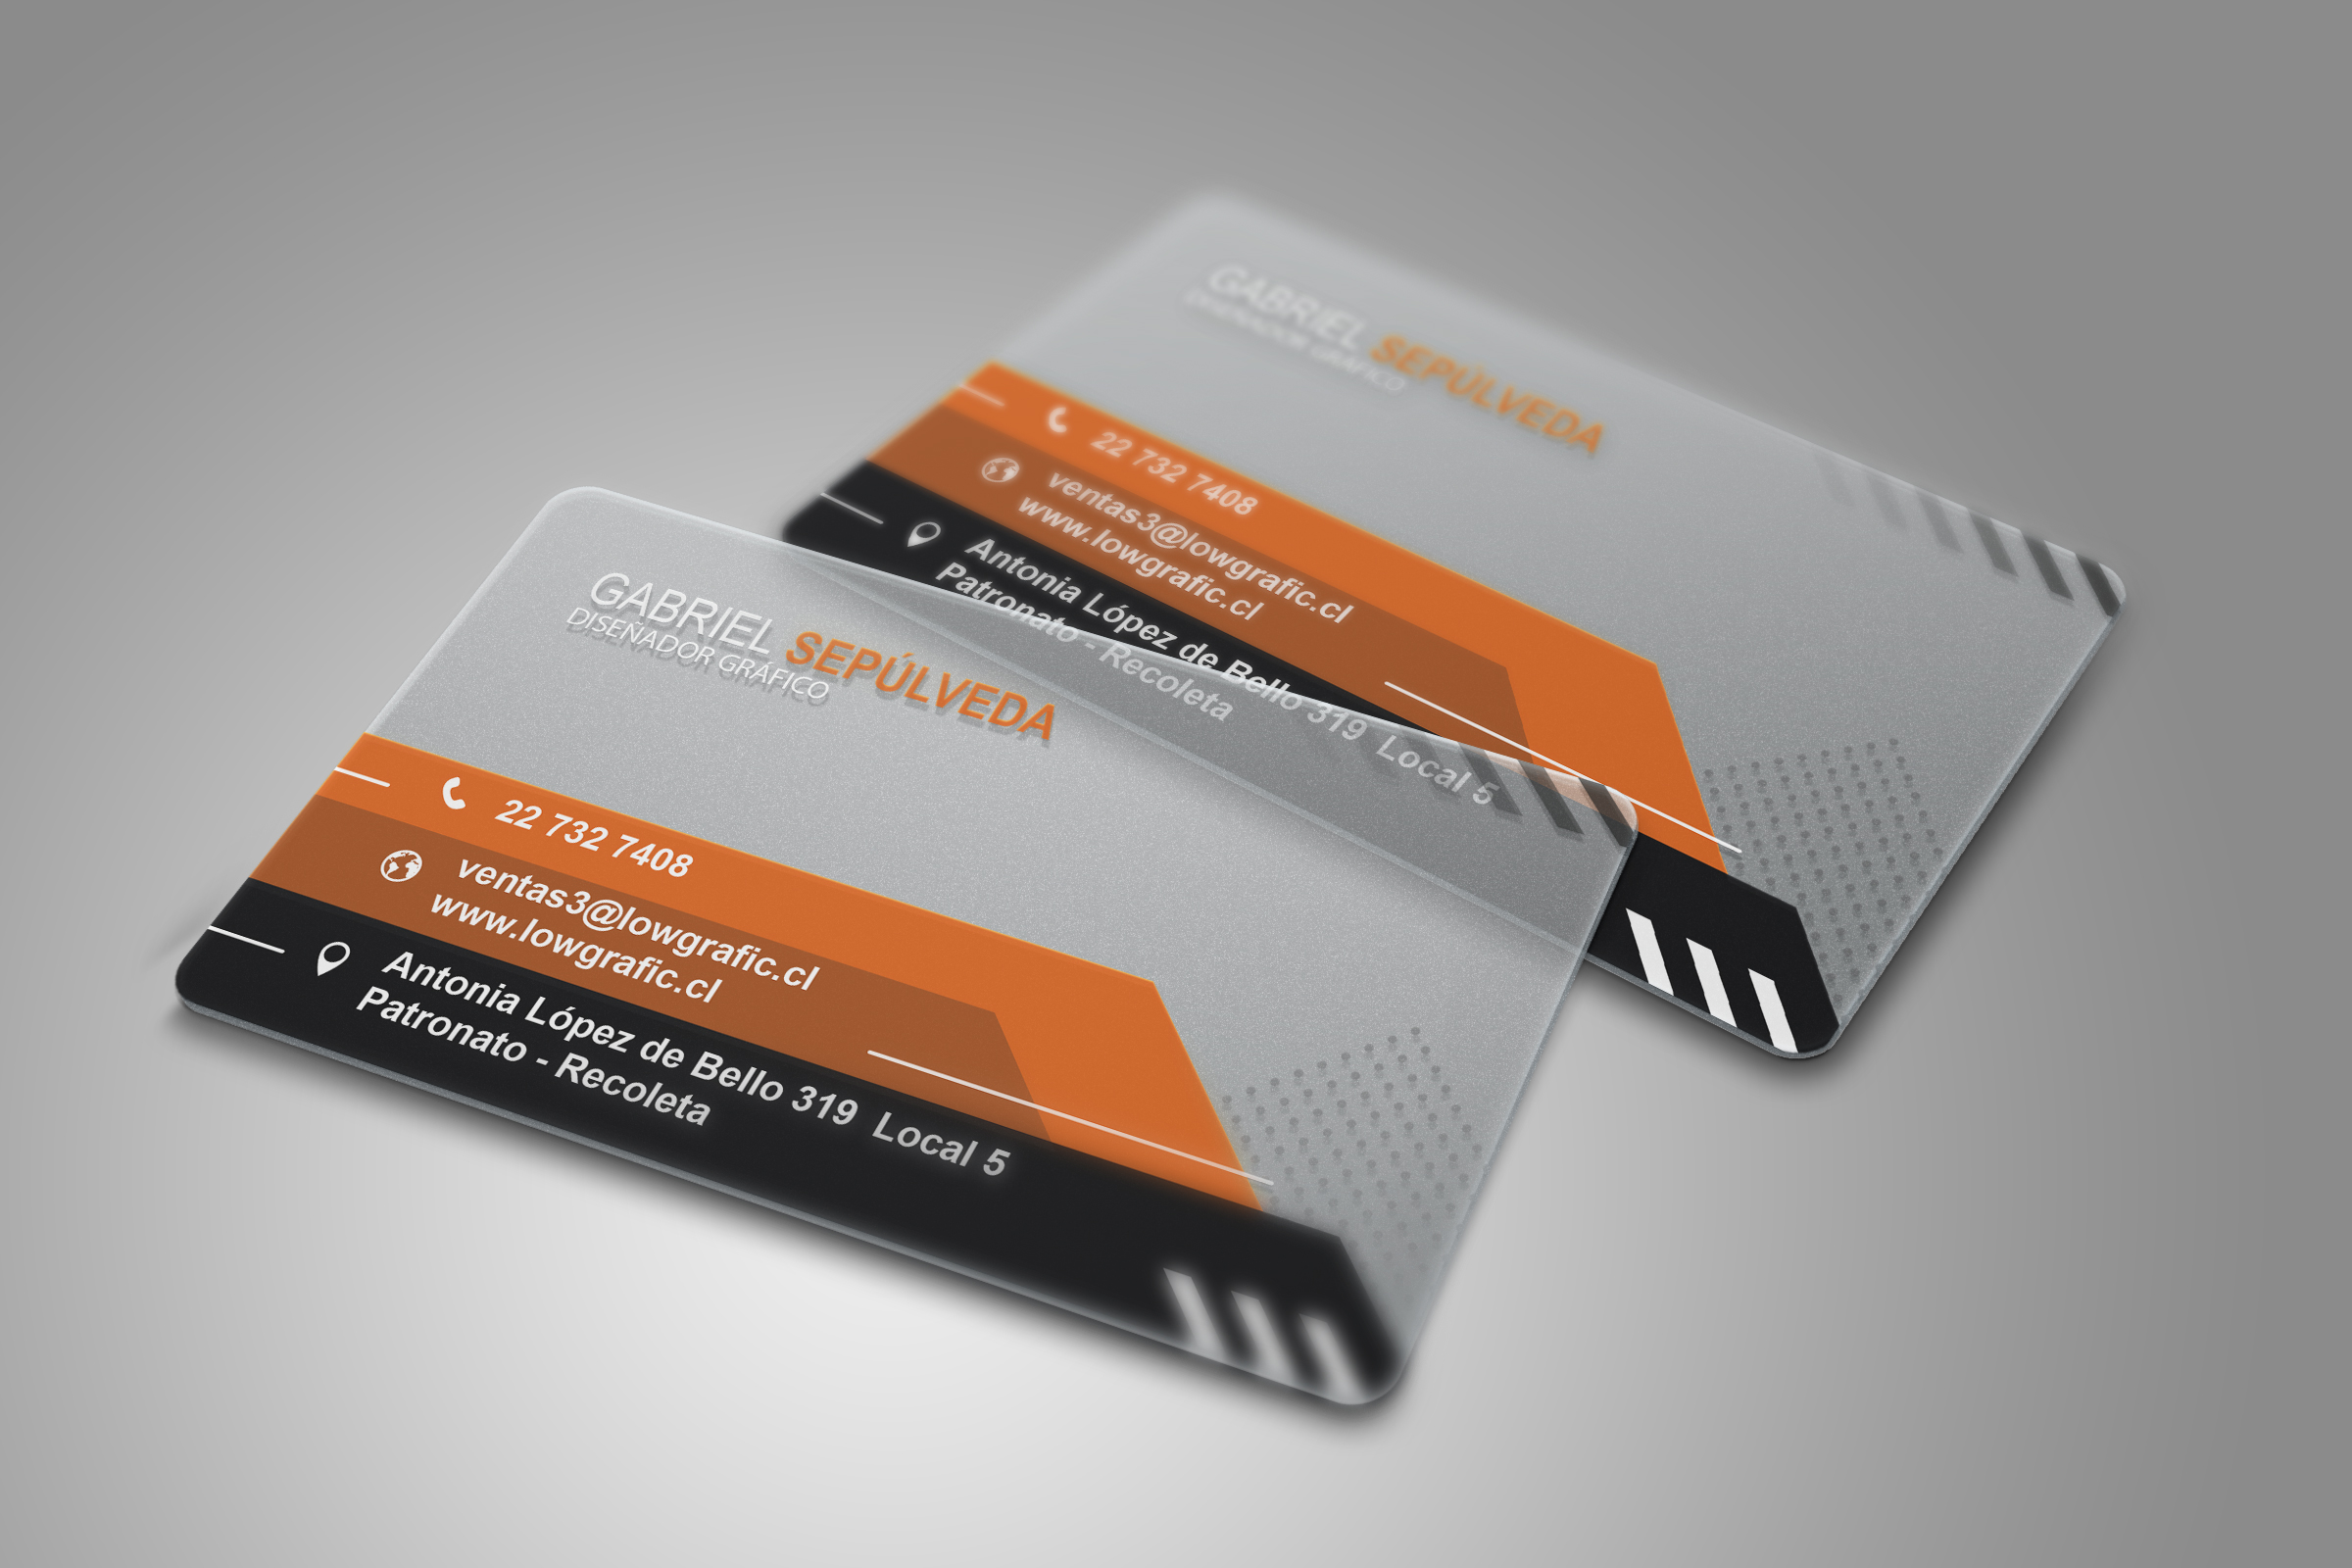 GABRIEL SEPÚLVEDA
DISEÑADOR GRÁFICO
22 732 7408
ventas3@lowgrafic.cl
www.lowgrafic.cl
Antonia López de Bello 319 Local 5
Patronato - Recoleta
GABRIEL SEPÚLVEDA
DISEÑADOR GRÁFICO
22 732 7408
ventas3@lowgrafic.cl
www.lowgrafic.cl
Antonia López de Bello 319 Local 5
Patronato - Recoleta